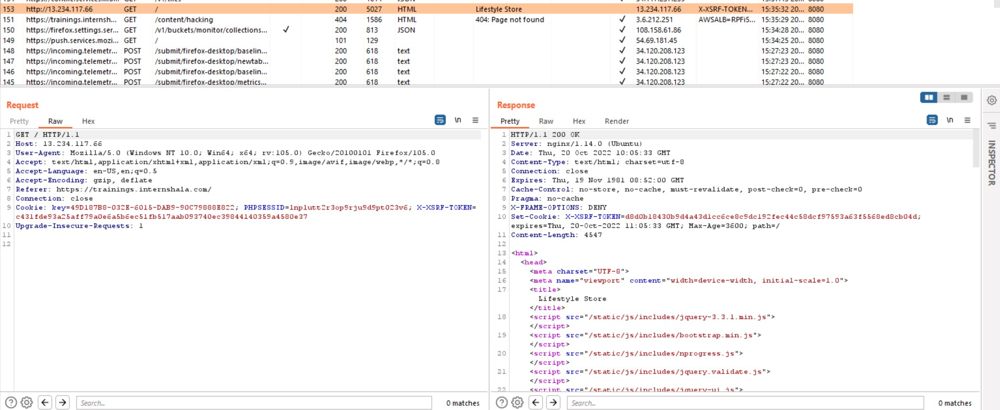 153 http://13.234.117.66 GET / 200 5027 HTML Lifestyle Store 13.234.117.66 X-XSRF-TOKEN... 15:35:32 20... 8080
151 https://trainings.internsh... GET /content/hacking 404 1586 HTML 404: Page not found ✓ 3.6.212.251 AWSALB=RPFi5... 15:35:29 20... 8080
150 https://firefox.settings.ser... GET /v1/buckets/monitor/collections... ✓ 200 813 JSON ✓ 108.158.61.86 15:34:28 20... 8080
149 https://push.services.mozi... GET / 101 129 ✓ 54.69.181.45 15:34:25 20... 8080
148 https://incoming.telemetr... POST /submit/firefox-desktop/baselin... 200 618 text ✓ 34.120.208.123 15:27:23 20... 8080
147 https://incoming.telemetr... POST /submit/firefox-desktop/newtab... 200 618 text ✓ 34.120.208.123 15:27:23 20... 8080
146 https://incoming.telemetr... POST /submit/firefox-desktop/baselin... 200 618 text ✓ 34.120.208.123 15:27:22 20... 8080
145 https://incoming.telemetr... POST /submit/firefox-desktop/metrics... 200 618 text ✓ 34.120.208.123 15:27:22 20... 8080
Request
Pretty Raw Hex \n
1 GET / HTTP/1.1
2 Host: 13.234.117.66
3 User-Agent: Mozilla/5.0 (Windows NT 10.0; Win64; x64; rv:105.0) Gecko/20100101 Firefox/105.0
4 Accept: text/html,application/xhtml+xml,application/xml;q=0.9,image/avif,image/webp,*/*;q=0.8
5 Accept-Language: en-US,en;q=0.5
6 Accept-Encoding: gzip, deflate
7 Referer: https://trainings.internshala.com/
8 Connection: close
9 Cookie: key=49D187B8-032E-6015-DAB9-90C79888E822; PHPSESSID=lnplutt2r3op9rju9d9pt023v6; X-XSRF-TOKEN=
c431fde93a25aff79a0e6a5b6ec51fb517aab093740ec39844140359a4580e37
10 Upgrade-Insecure-Requests: 1
11
12
Search...
0 matches
Response
Pretty Raw Hex Render \n
1 HTTP/1.1 200 OK
2 Server: nginx/1.14.0 (Ubuntu)
3 Date: Thu, 20 Oct 2022 10:05:33 GMT
4 Content-Type: text/html; charset=utf-8
5 Connection: close
6 Expires: Thu, 19 Nov 1981 08:52:00 GMT
7 Cache-Control: no-store, no-cache, must-revalidate, post-check=0, pre-check=0
8 Pragma: no-cache
9 X-FRAME-OPTIONS: DENY
10 Set-Cookie: X-XSRF-TOKEN=d8d0b18430b9d4a43d1cc6ce8c9dc192fec44c58dcf97593a63f5568ed8cb04d;
expires=Thu, 20-Oct-2022 11:05:33 GMT; Max-Age=3600; path=/
11 Content-Length: 4547
12
13 <html>
14 <head>
15 <meta charset="UTF-8">
16 <meta name="viewport" content="width=device-width, initial-scale=1.0">
17 <title>
Lifestyle Store
</title>
18 <script src="/static/js/includes/jquery-3.3.1.min.js">
</script>
19 <script src="/static/js/includes/bootstrap.min.js">
</script>
20 <script src="/static/js/includes/nprogress.js">
</script>
21 <script src="/static/js/includes/jquery.validate.js">
</script>
22 <script src="/static/js/includes/jquery-ui.js">
Search...
0 matches
INSPECTOR